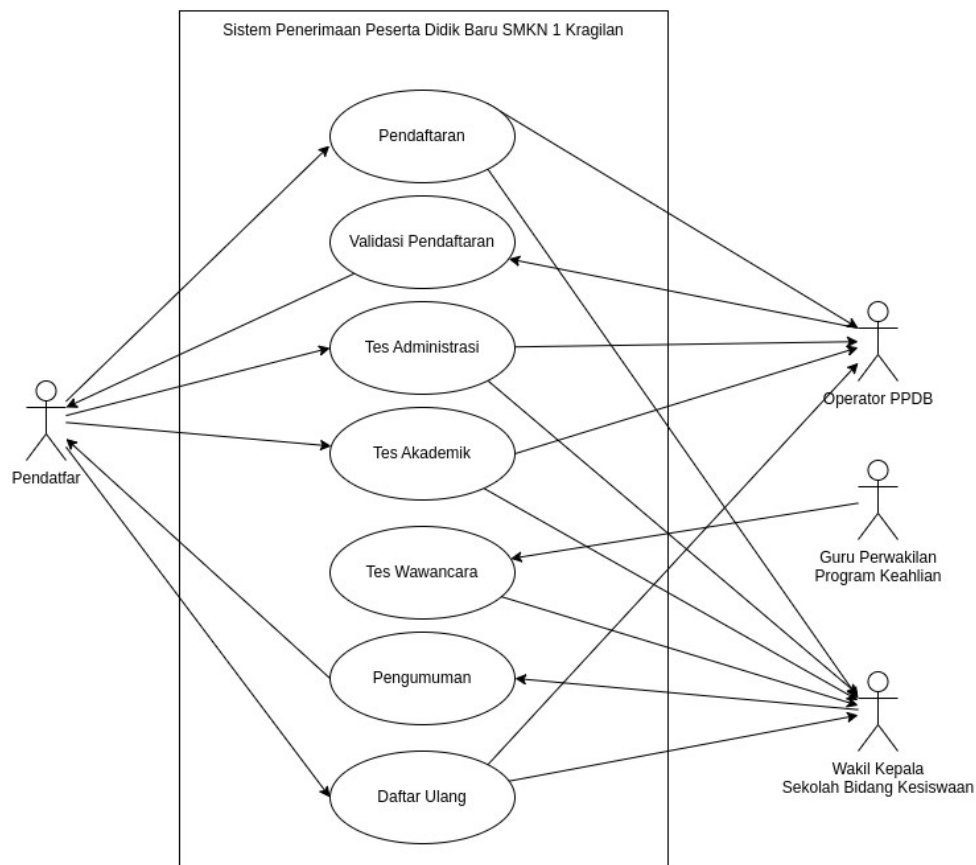 Sistem Penerimaan Peserta Didik Baru SMKN 1 Kragilan
Pendaftaran
Validasi Pendaftaran
Tes Administrasi
Operator PPDB
Tes Akademik
Pendatfar
Guru Perwakilan
Program Keahlian
Tes Wawancara
Pengumuman
Wakil Kepala
Sekolah Bidang Kesiswaan
Daftar Ulang